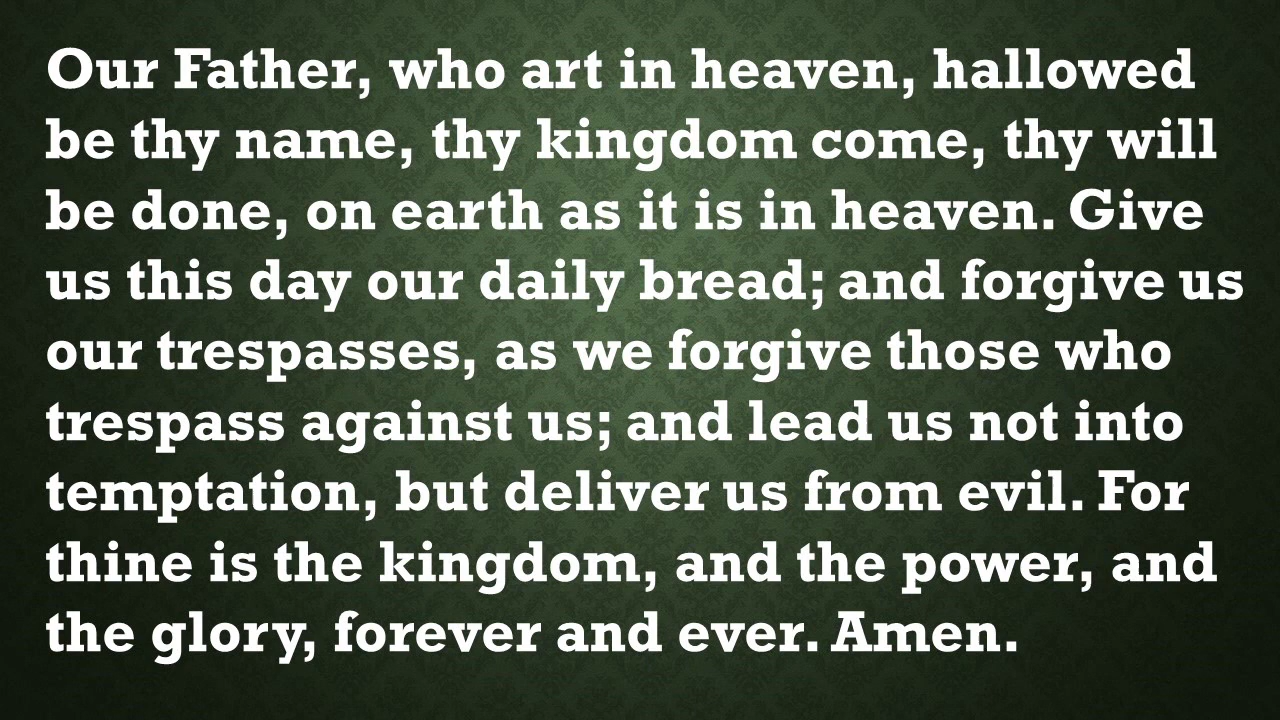 Our Father, who art in heaven, hallowed
be thy name, thy kingdom come, thy will
be done, on earth as it is in heaven. Give
us this day our daily bread; and forgive us
our trespasses, as we forgive those who
trespass against us; and lead us not into
temptation, but deliver us from evil. For
thine is the kingdom, and the power, and
the glory, forever and ever. Amen.